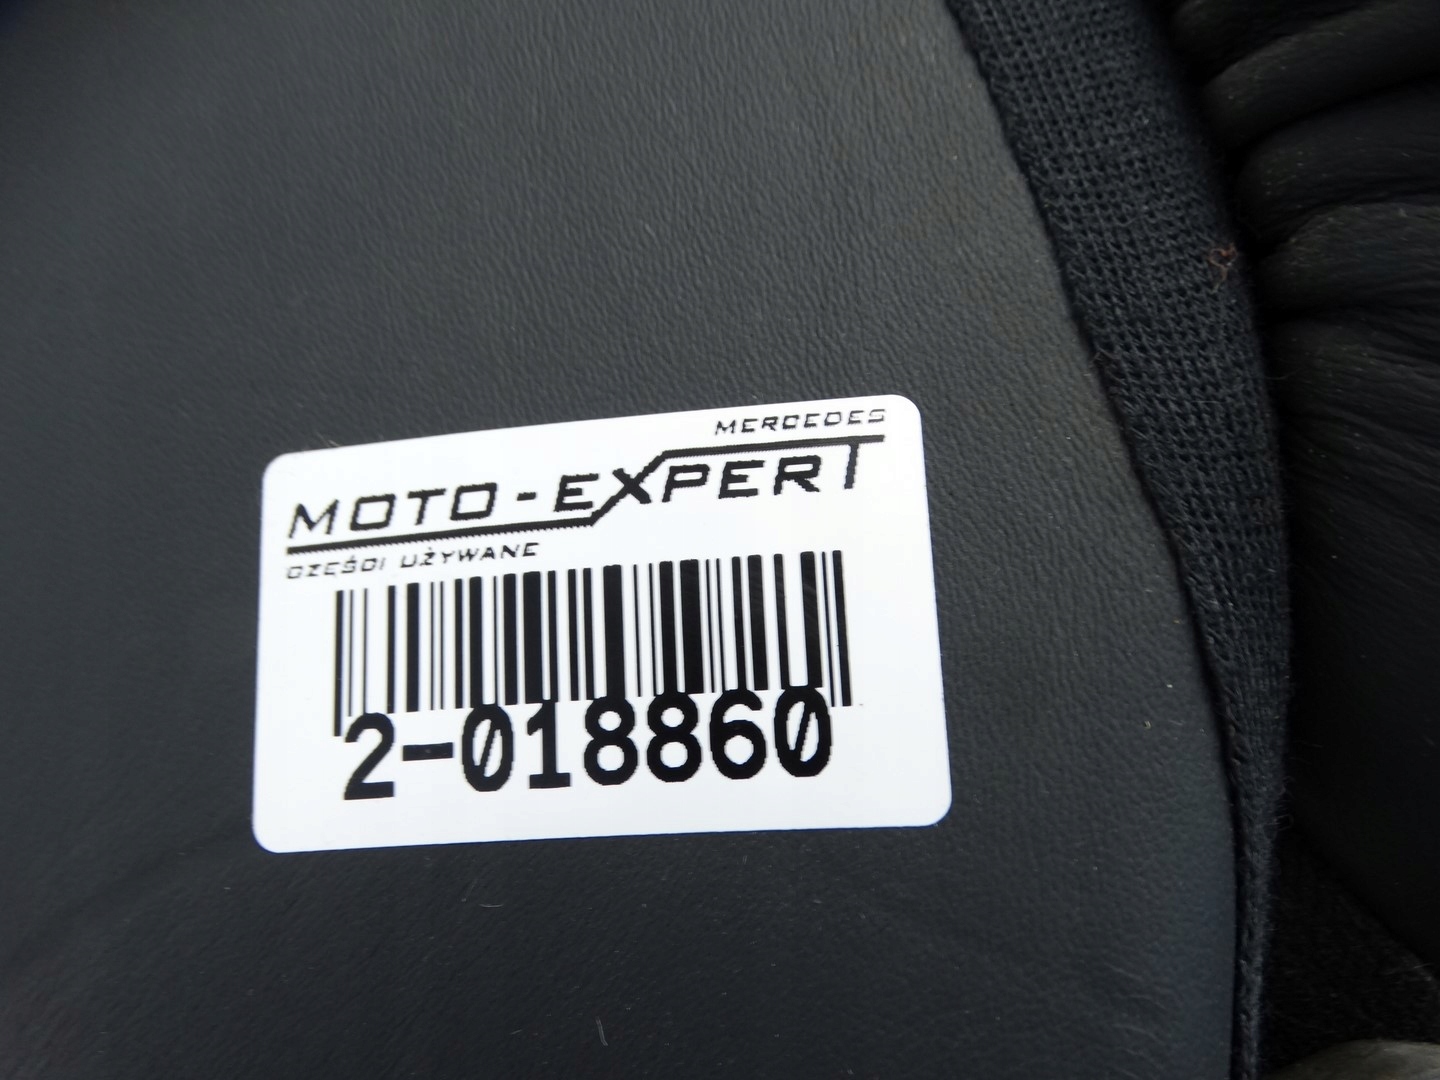 MERCEDES
MOTO-EXPERT
CZĘŚCI UŻYWANE
2-018860